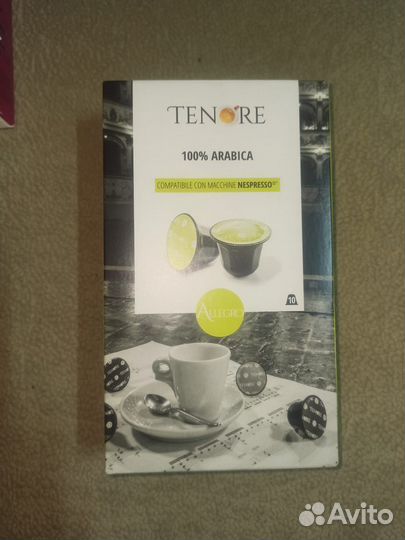 TENORE
100% ARABICA
COMPATIBILE CON MACCHINE NESPRESSO®*
10
ALLEGRO
Avito